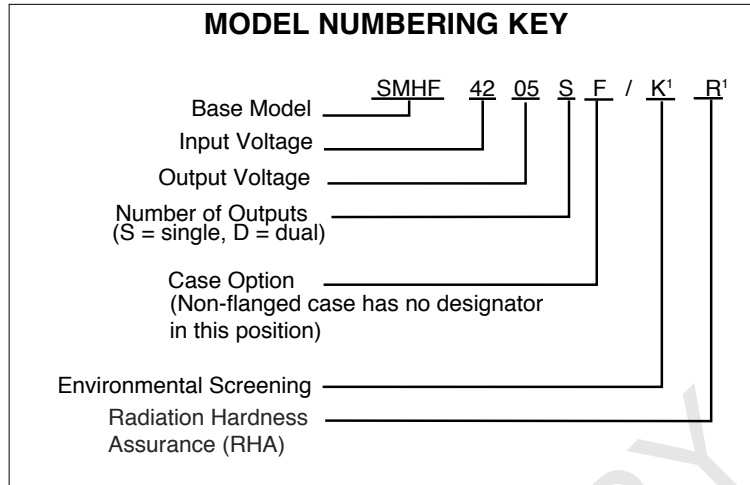 MODEL NUMBERING KEY
SMHF 42 05 S F / K¹ R¹
Base Model
Input Voltage
Output Voltage
Number of Outputs
(S = single, D = dual)
Case Option
(Non-flanged case has no designator
in this position)
Environmental Screening
Radiation Hardness
Assurance (RHA)